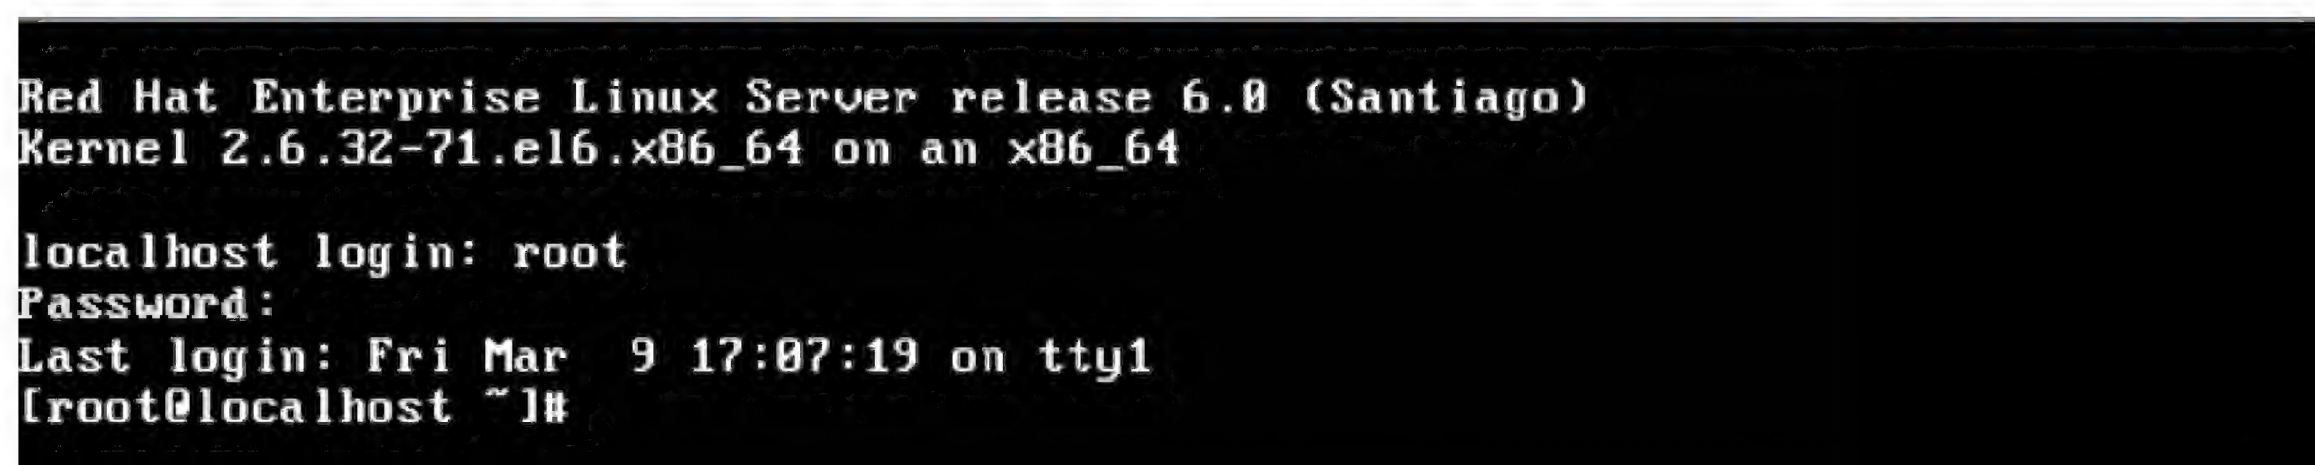 Red Hat Enterprise Linux Server release 6.0 (Santiago)
Kernel 2.6.32-71.el6.x86_64 on an x86_64
localhost login: root
Password:
Last login: Fri Mar  9 17:07:19 on tty1
[root@localhost ~]#